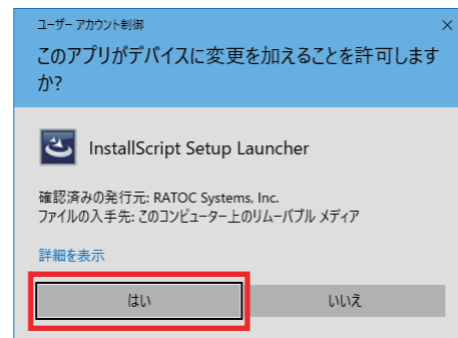 ユーザー アカウント制御
このアプリがデバイスに変更を加えることを許可します
か?
InstallScript Setup Launcher
確認済みの発行元: RATOC Systems, Inc.
ファイルの入手先: このコンピューター上のリムーバブル メディア
詳細を表示
はい
いいえ